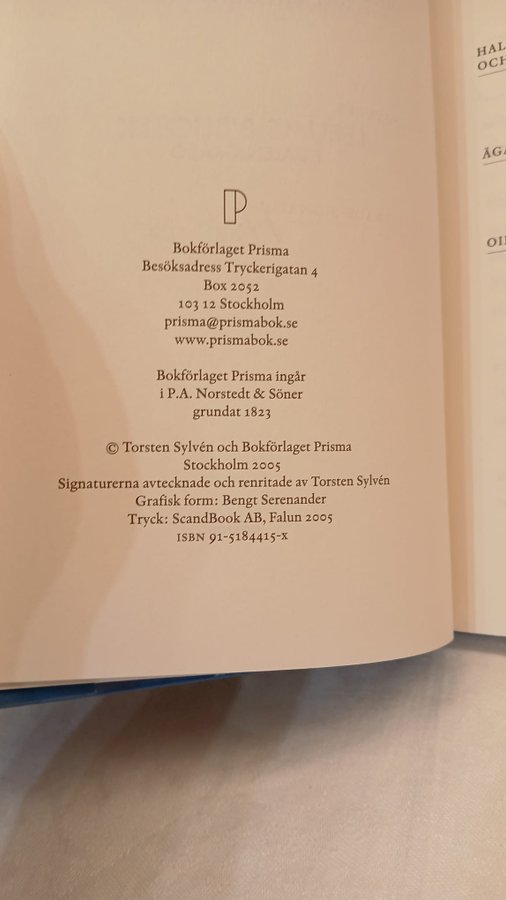 P
Bokförlaget Prisma
Besöksadress Tryckerigatan 4
Box 2052
103 12 Stockholm
prisma@prismabok.se
www.prismabok.se
Bokförlaget Prisma ingår
i P.A. Norstedt & Söner
grundat 1823
© Torsten Sylvén och Bokförlaget Prisma
Stockholm 2005
Signaturerna avtecknade och renritade av Torsten Sylvén
Grafisk form: Bengt Serenander
Tryck: ScandBook AB, Falun 2005
ISBN 91-5184415-x